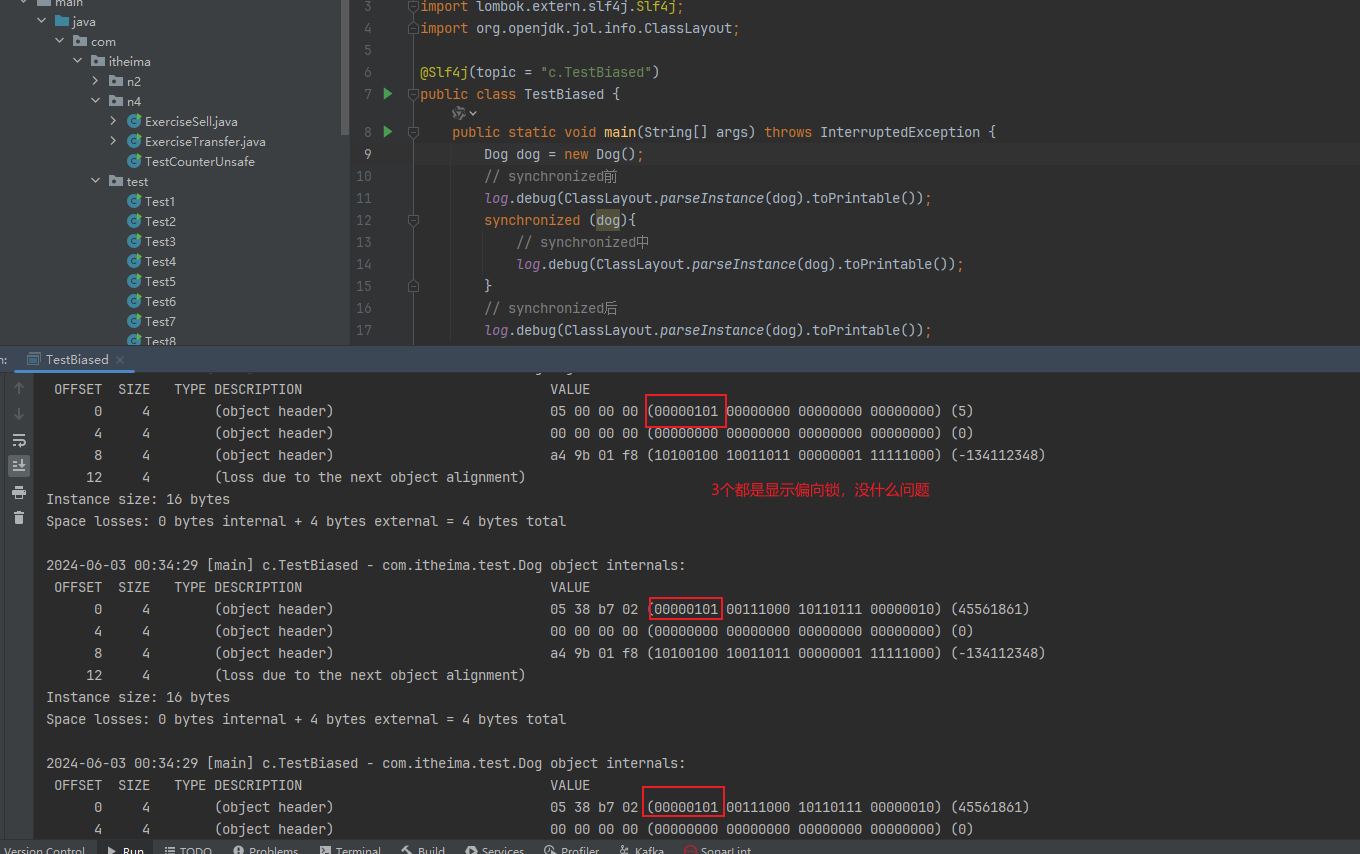 main
java
com
itheima
n2
n4
ExerciseSell.java
ExerciseTransfer.java
TestCounterUnsafe
test
Test1
Test2
Test3
Test4
Test5
Test6
Test7
Test8
3 import lombok.extern.slf4j.Slf4j;
4 import org.openjdk.jol.info.ClassLayout;
5
6 @Slf4j(topic = "c.TestBiased")
7 public class TestBiased {
8 public static void main(String[] args) throws InterruptedException {
9 Dog dog = new Dog();
10 // synchronized前
11 log.debug(ClassLayout.parseInstance(dog).toPrintable());
12 synchronized (dog){
13 // synchronized中
14 log.debug(ClassLayout.parseInstance(dog).toPrintable());
15 }
16 // synchronized后
17 log.debug(ClassLayout.parseInstance(dog).toPrintable());
n: TestBiased
OFFSET SIZE TYPE DESCRIPTION VALUE
0 4 (object header) 05 00 00 00 (00000101 00000000 00000000 00000000) (5)
4 4 (object header) 00 00 00 00 (00000000 00000000 00000000 00000000) (0)
8 4 (object header) a4 9b 01 f8 (10100100 10011011 00000001 11111000) (-134112348)
12 4 (loss due to the next object alignment)
3个都是显示偏向锁，没什么问题
Instance size: 16 bytes
Space losses: 0 bytes internal + 4 bytes external = 4 bytes total
2024-06-03 00:34:29 [main] c.TestBiased - com.itheima.test.Dog object internals:
OFFSET SIZE TYPE DESCRIPTION VALUE
0 4 (object header) 05 38 b7 02 (00000101 00111000 10110111 00000010) (45561861)
4 4 (object header) 00 00 00 00 (00000000 00000000 00000000 00000000) (0)
8 4 (object header) a4 9b 01 f8 (10100100 10011011 00000001 11111000) (-134112348)
12 4 (loss due to the next object alignment)
Instance size: 16 bytes
Space losses: 0 bytes internal + 4 bytes external = 4 bytes total
2024-06-03 00:34:29 [main] c.TestBiased - com.itheima.test.Dog object internals:
OFFSET SIZE TYPE DESCRIPTION VALUE
0 4 (object header) 05 38 b7 02 (00000101 00111000 10110111 00000010) (45561861)
4 4 (object header) 00 00 00 00 (00000000 00000000 00000000 00000000) (0)
Version Control Run TODO Problems Terminal Build Services Profiler Kafka SonarLint